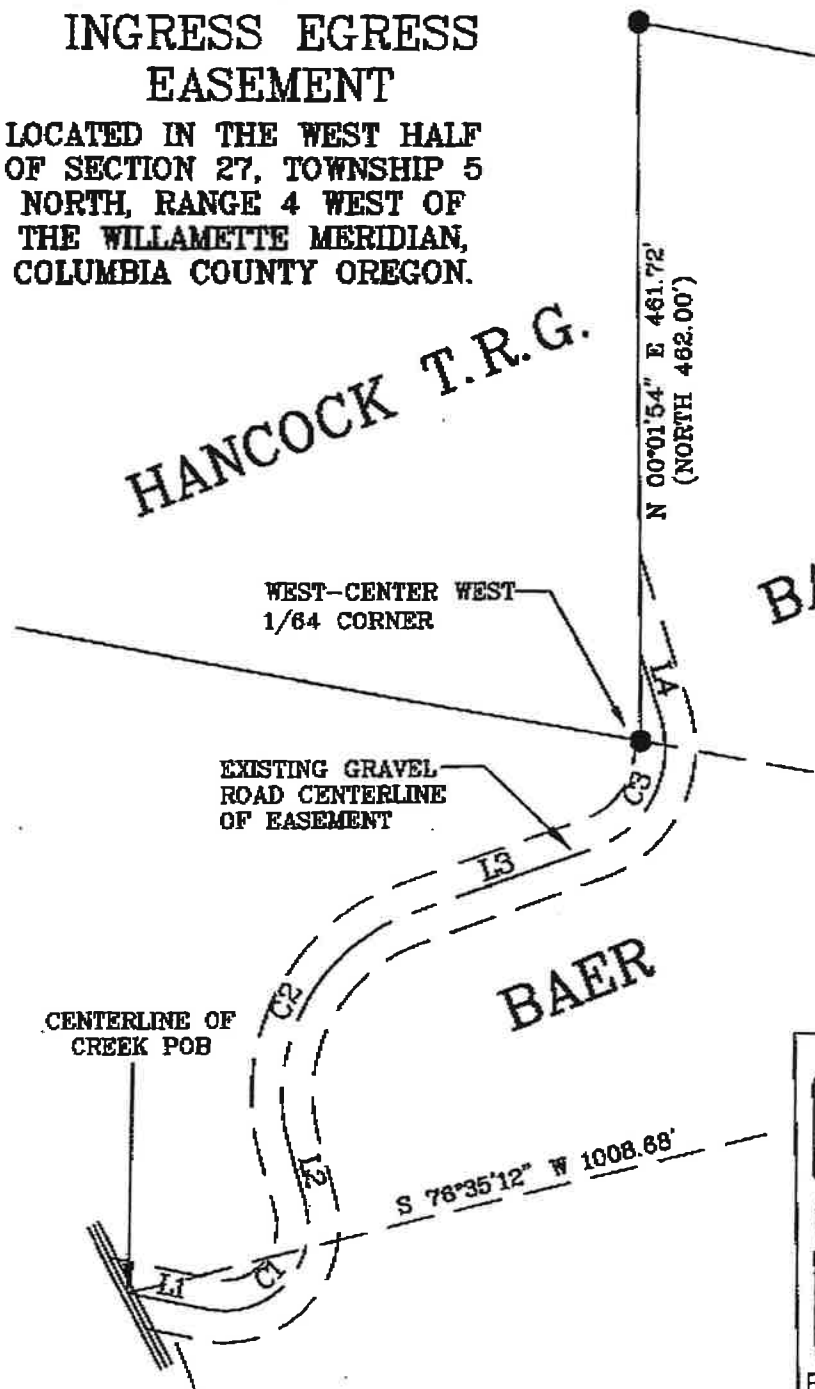 INGRESS EGRESS
EASEMENT
LOCATED IN THE WEST HALF
OF SECTION 27, TOWNSHIP 5
NORTH, RANGE 4 WEST OF
THE WILLAMETTE MERIDIAN,
COLUMBIA COUNTY OREGON.
HANCOCK T.R.G.
N 00°01'54" E 461.72'
(NORTH 462.00')
WEST-CENTER WEST
1/64 CORNER
BA
L4
EXISTING GRAVEL
ROAD CENTERLINE
OF EASEMENT
C3
L3
BAER
C2
CENTERLINE OF
CREEK POB
L2
S 76°35'12" W 1008.68'
L1
C1